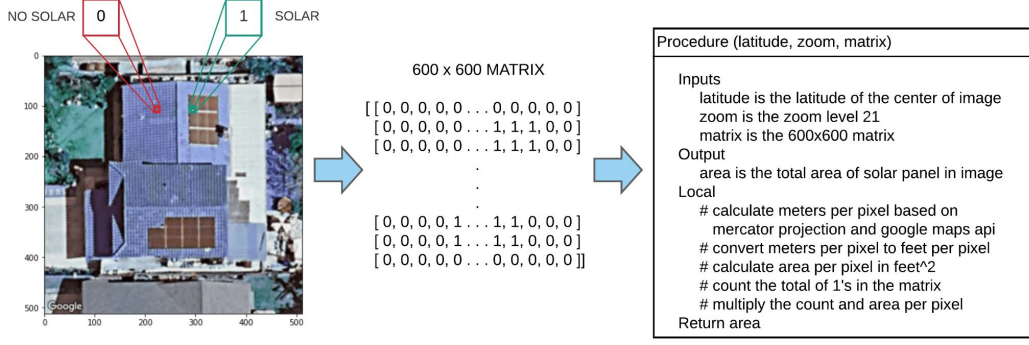 NO SOLAR 0 1 SOLAR
0
100
200
300
400
500
0 100 200 300 400 500
Google
600 x 600 MATRIX
[ [ 0, 0, 0, 0, 0 . . . 0, 0, 0, 0, 0 ]
[ 0, 0, 0, 0, 0 . . . 1, 1, 1, 0, 0 ]
[ 0, 0, 0, 0, 0 . . . 1, 1, 1, 0, 0 ]
.
.
.
[ 0, 0, 0, 0, 1 . . . 1, 1, 0, 0, 0 ]
[ 0, 0, 0, 0, 1 . . . 1, 1, 0, 0, 0 ]
[ 0, 0, 0, 0, 0 . . . 0, 0, 0, 0, 0 ]]
Procedure (latitude, zoom, matrix)
Inputs
latitude is the latitude of the center of image
zoom is the zoom level 21
matrix is the 600x600 matrix
Output
area is the total area of solar panel in image
Local
# calculate meters per pixel based on
mercator projection and google maps api
# convert meters per pixel to feet per pixel
# calculate area per pixel in feet^2
# count the total of 1's in the matrix
# multiply the count and area per pixel
Return area